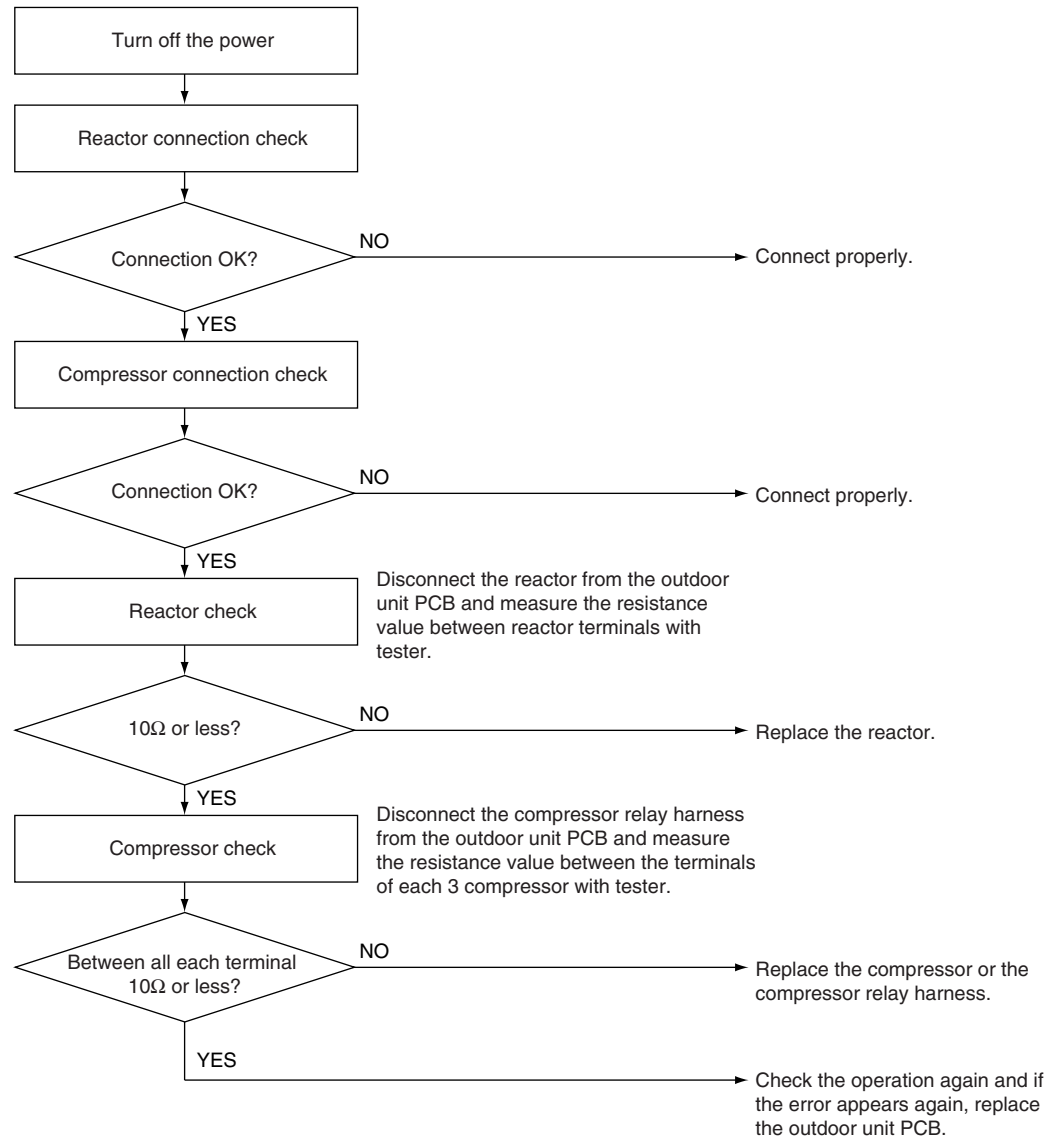 Turn off the power
Reactor connection check
Connection OK?
NO
Connect properly.
YES
Compressor connection check
Connection OK?
NO
Connect properly.
YES
Reactor check
Disconnect the reactor from the outdoor
unit PCB and measure the resistance
value between reactor terminals with
tester.
10Ω or less?
NO
Replace the reactor.
YES
Compressor check
Disconnect the compressor relay harness
from the outdoor unit PCB and measure
the resistance value between the terminals
of each 3 compressor with tester.
Between all each terminal
10Ω or less?
NO
Replace the compressor or the
compressor relay harness.
YES
Check the operation again and if
the error appears again, replace
the outdoor unit PCB.